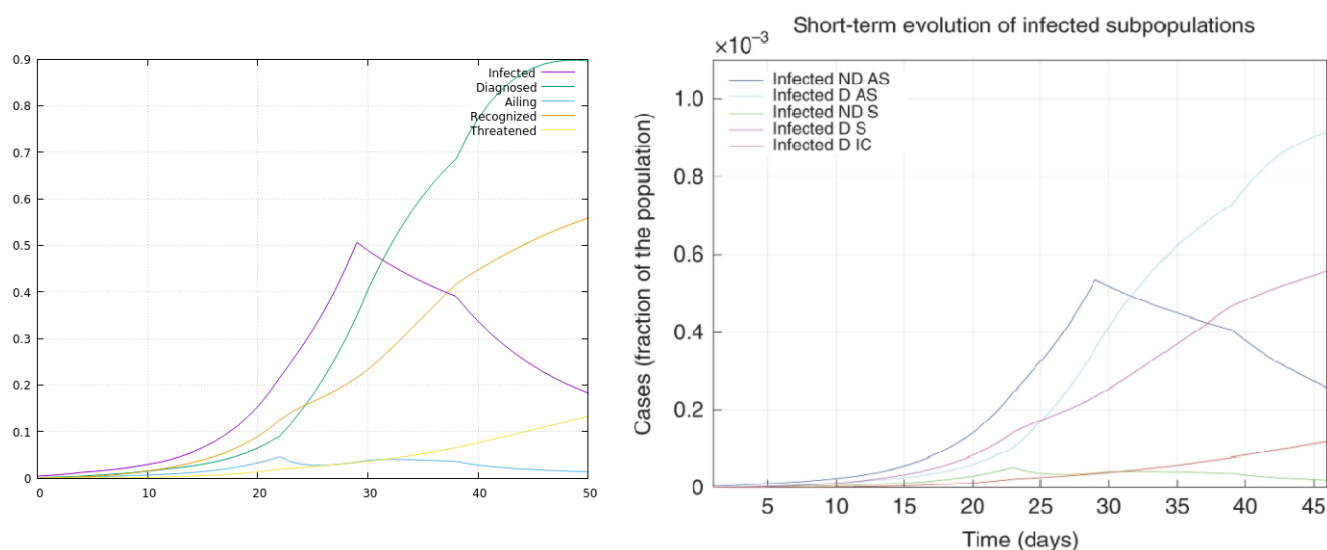 0.9
0.8
0.7
0.6
0.5
0.4
0.3
0.2
0.1
0
Infected
Diagnosed
Ailing
Recognized
Threatened
0 10 20 30 40 50
Short-term evolution of infected subpopulations
×10⁻³
Infected ND AS
Infected D AS
Infected ND S
Infected D S
Infected D IC
1.0
0.8
0.6
0.4
0.2
0
Cases (fraction of the population)
5 10 15 20 25 30 35 40 45
Time (days)